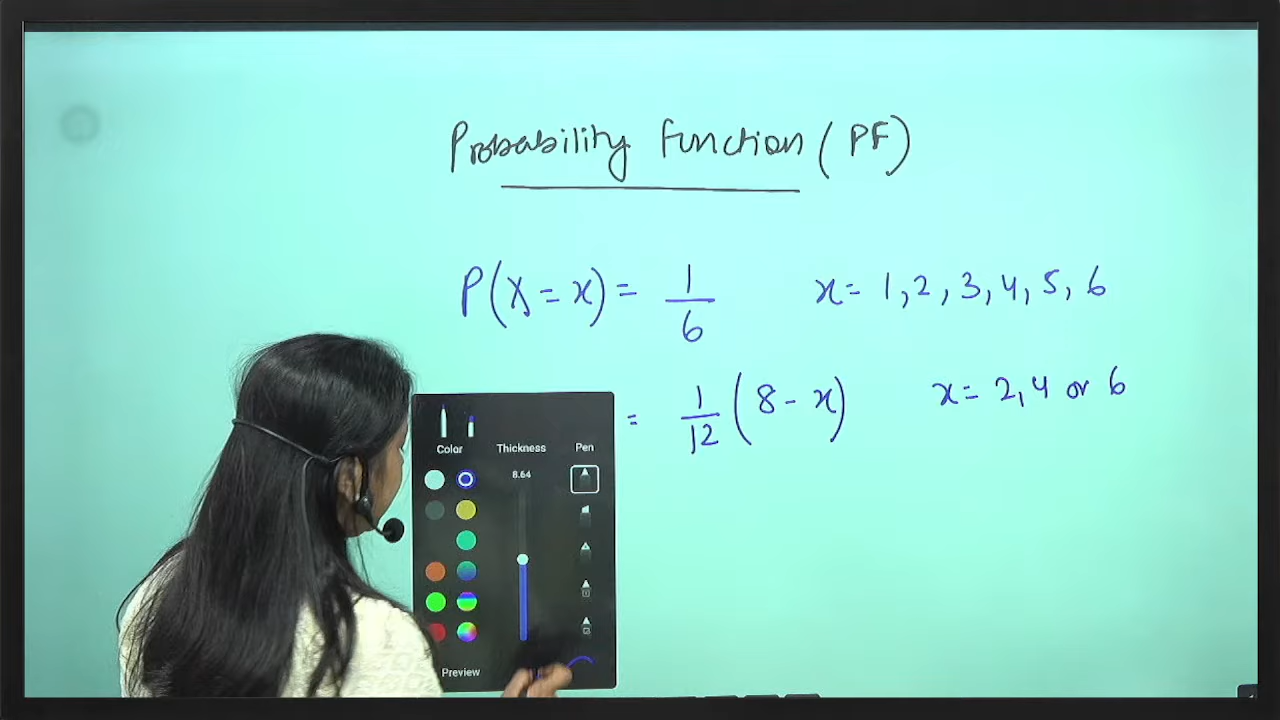 Probability Function (PF)
P(X = x) = 1/6 x = 1, 2, 3, 4, 5, 6
= 1/12 (8 - x) x = 2, 4 or 6
Color Thickness Pen
8.64
Preview